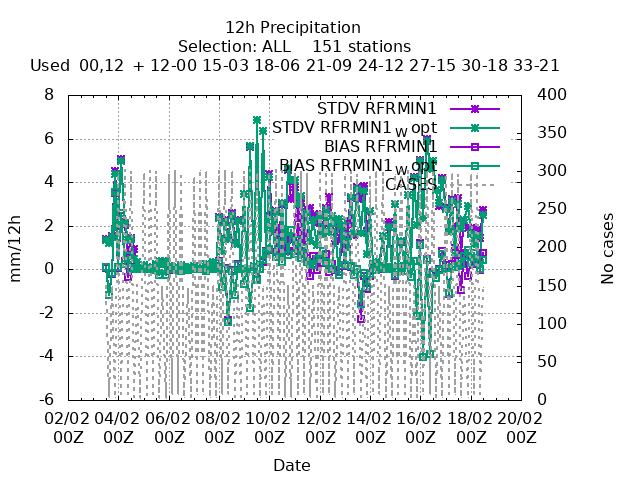 12h Precipitation
Selection: ALL 151 stations
Used 00,12 + 12-00 15-03 18-06 21-09 24-12 27-15 30-18 33-21
STDV RFRMIN1
STDV RFRMIN1_W opt
BIAS RFRMIN1
BIAS RFRMIN1_W opt
CASES
8
6
4
2
0
-2
-4
-6
mm/12h
400
350
300
250
200
150
100
50
0
No cases
02/02 04/02 06/02 08/02 10/02 12/02 14/02 16/02 18/02 20/02
00Z 00Z 00Z 00Z 00Z 00Z 00Z 00Z 00Z 00Z
Date